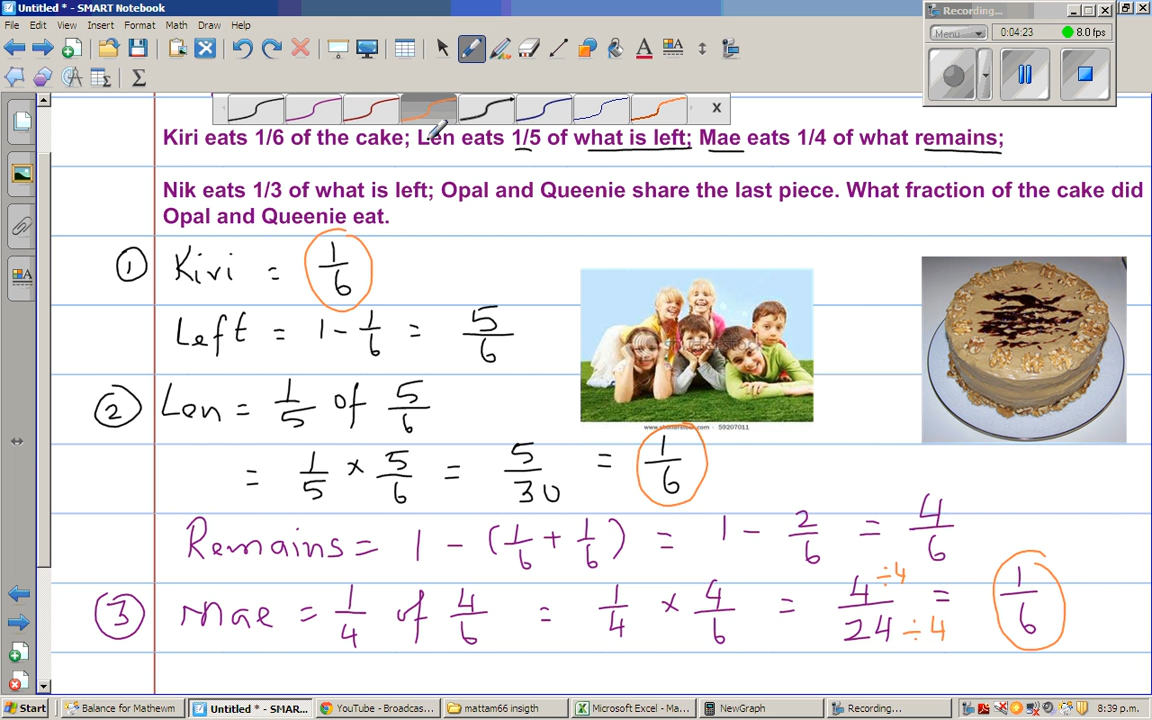 Untitled * - SMART Notebook
File Edit View Insert Format Math Draw Help
Recording...
Menu 0:04:23 8.0 fps
Kiri eats 1/6 of the cake; Len eats 1/5 of what is left; Mae eats 1/4 of what remains;
Nik eats 1/3 of what is left; Opal and Queenie share the last piece. What fraction of the cake did
Opal and Queenie eat.
① Kiri = 1/6
Left = 1 - 1/6 = 5/6
② Len = 1/5 of 5/6
= 1/5 × 5/6 = 5/30 = 1/6
Remains = 1 - (1/6 + 1/6) = 1 - 2/6 = 4/6
③ Mae = 1/4 of 4/6 = 1/4 × 4/6 = 4/24 ÷4 ÷4 = 1/6
Start Balance for Mathewm Untitled * - SMAR... YouTube - Broadcas... mattam66 insigth Microsoft Excel - Ma... NewGraph Recording... 8:39 p.m.